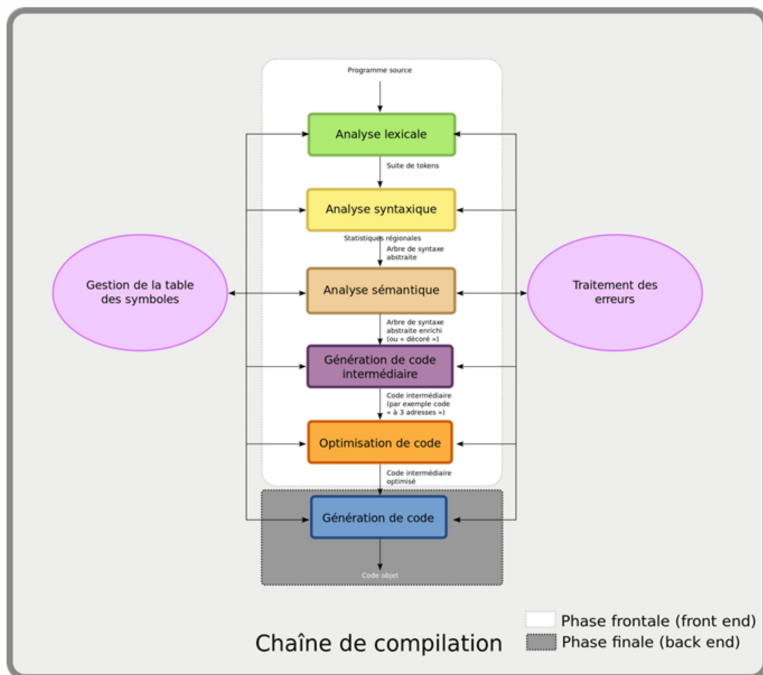 Programme source
Analyse lexicale
Suite de tokens
Analyse syntaxique
Statistiques régionales
Arbre de syntaxe
abstraite
Gestion de la table
des symboles
Analyse sémantique
Traitement des
erreurs
Arbre de syntaxe
abstraite enrichi
(ou « décoré »)
Génération de code
intermédiaire
Code intermédiaire
(par exemple code
« à 3 adresses »)
Optimisation de code
Code intermédiaire
optimisé
Génération de code
Code objet
Chaîne de compilation
Phase frontale (front end)
Phase finale (back end)